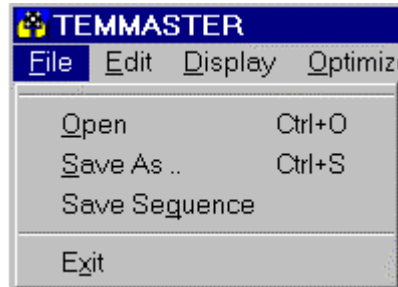 TEMMASTER
File Edit Display Optimiz
Open Ctrl+O
Save As .. Ctrl+S
Save Sequence
Exit